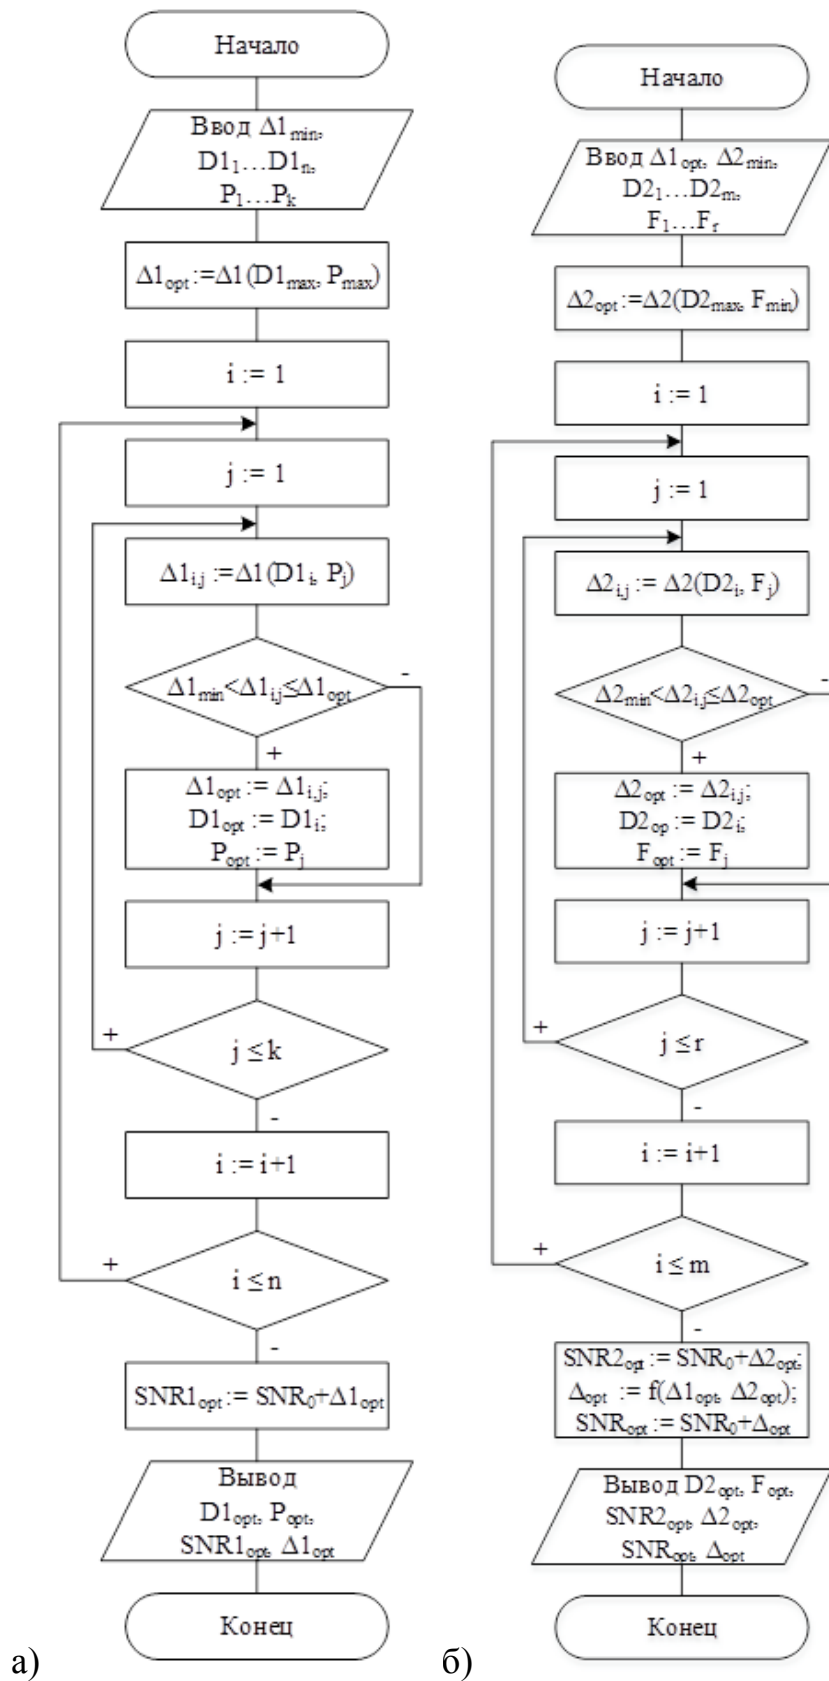 Начало
Ввод Δ1min,
D1₁…D1n,
P₁…Pk
Δ1opt:=Δ1(D1max, Pmax)
i := 1
j := 1
Δ1i,j :=Δ1(D1i, Pj)
Δ1min<Δ1i,j≤Δ1opt
-
+
Δ1opt := Δ1i,j;
D1opt := D1i;
Popt := Pj
j := j+1
j ≤ k
+
-
i := i+1
i ≤ n
+
-
SNR1opt := SNR₀+Δ1opt
Вывод
D1opt, Popt,
SNR1opt, Δ1opt
Конец
а)
Начало
Ввод Δ1opt, Δ2min,
D2₁…D2m,
F₁…Fr
Δ2opt:=Δ2(D2max, Fmin)
i := 1
j := 1
Δ2i,j := Δ2(D2i, Fj)
Δ2min<Δ2i,j≤Δ2opt
-
+
Δ2opt := Δ2i,j;
D2op := D2i;
Fopt := Fj
j := j+1
j ≤ r
+
-
i := i+1
i ≤ m
+
-
SNR2opt := SNR₀+Δ2opt;
Δopt := f(Δ1opt, Δ2opt);
SNRopt := SNR₀+Δopt
Вывод D2opt, Fopt,
SNR2opt, Δ2opt,
SNRopt, Δopt
Конец
б)